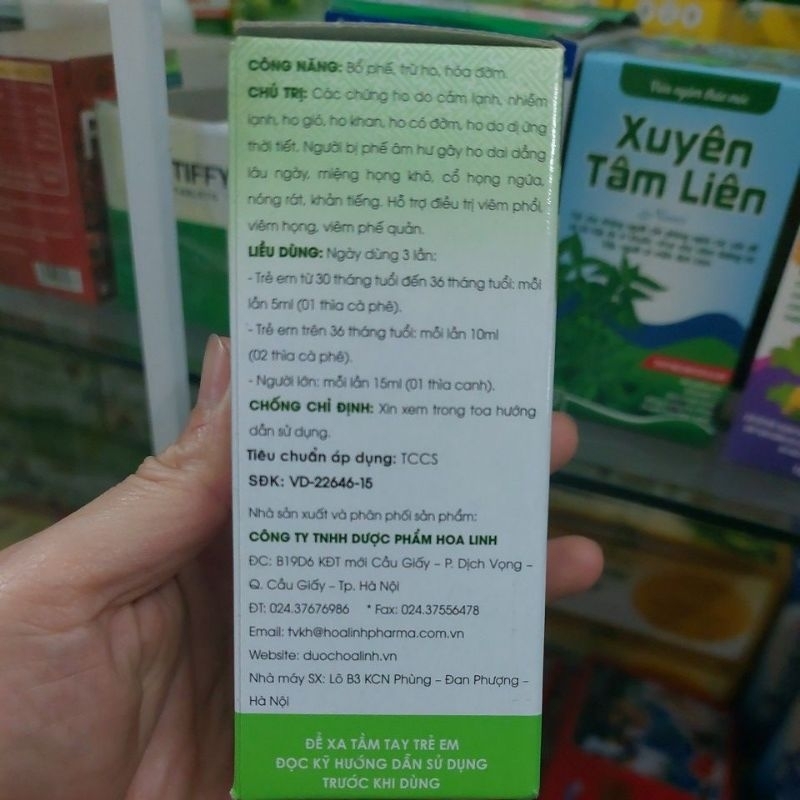 CÔNG NĂNG: Bổ phế, trừ ho, hóa đờm.
CHỦ TRỊ: Các chứng ho do cảm lạnh, nhiễm
lạnh, ho gió, ho khan, ho có đờm, ho do dị ứng
thời tiết. Người bị phế âm hư gây ho dai dẳng
lâu ngày, miệng họng khô, cổ họng ngứa,
nóng rát, khản tiếng. Hỗ trợ điều trị viêm phổi,
viêm họng, viêm phế quản.
LIỀU DÙNG: Ngày dùng 3 lần:
- Trẻ em từ 30 tháng tuổi đến 36 tháng tuổi: mỗi
lần 5ml (01 thìa cà phê).
- Trẻ em trên 36 tháng tuổi: mỗi lần 10ml
(02 thìa cà phê).
- Người lớn: mỗi lần 15ml (01 thìa canh).
CHỐNG CHỈ ĐỊNH: Xin xem trong toa hướng
dẫn sử dụng.
Tiêu chuẩn áp dụng: TCCS
SĐK: VD-22646-15
Nhà sản xuất và phân phối sản phẩm:
CÔNG TY TNHH DƯỢC PHẨM HOA LINH
ĐC: B19D6 KĐT mới Cầu Giấy – P. Dịch Vọng –
Q. Cầu Giấy – Tp. Hà Nội
ĐT: 024.37676986 * Fax: 024.37556478
Email: tvkh@hoalinhpharma.com.vn
Website: duochoalinh.vn
Nhà máy SX: Lô B3 KCN Phùng – Đan Phượng –
Hà Nội
ĐỂ XA TẦM TAY TRẺ EM
ĐỌC KỸ HƯỚNG DẪN SỬ DỤNG
TRƯỚC KHI DÙNG
TIFFY
Xuyên
Tâm Liên